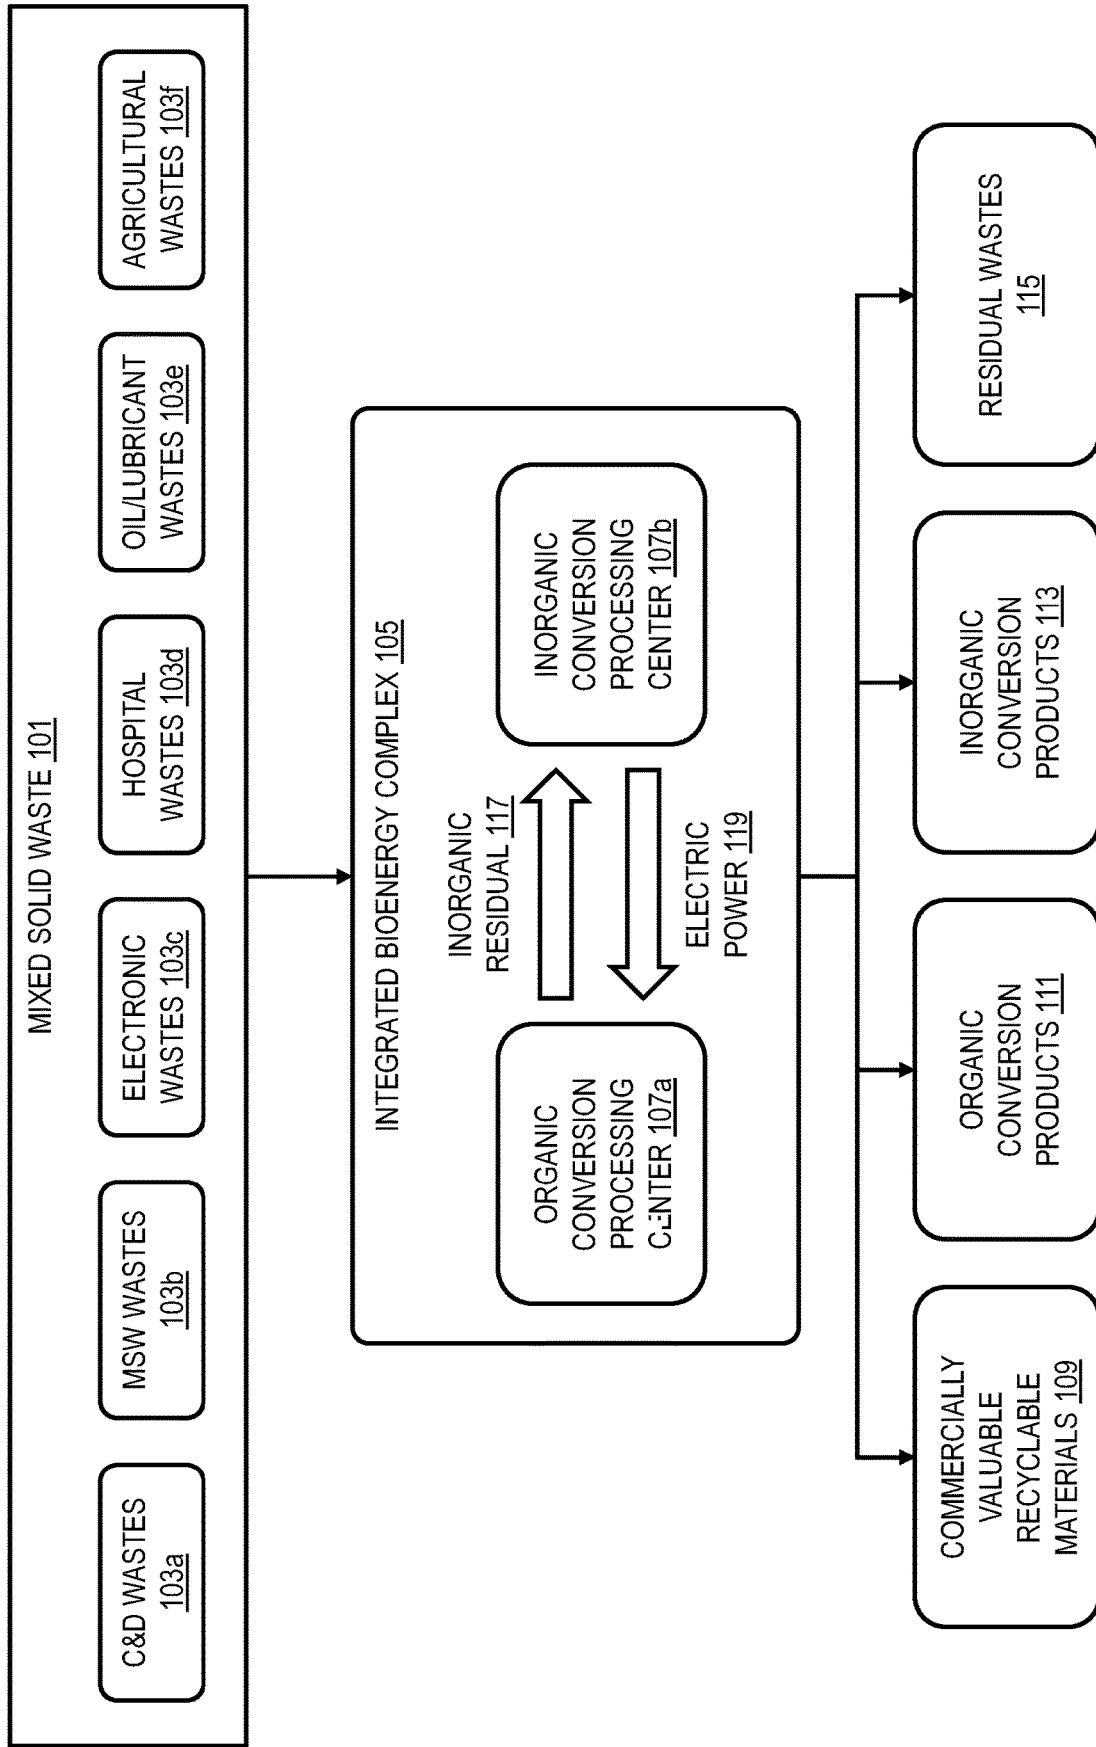 MIXED SOLID WASTE 101
C&D WASTES
103a
MSW WASTES
103b
ELECTRONIC
WASTES 103c
HOSPITAL
WASTES 103d
OIL/LUBRICANT
WASTES 103e
AGRICULTURAL
WASTES 103f
INTEGRATED BIOENERGY COMPLEX 105
ORGANIC
CONVERSION
PROCESSING
CENTER 107a
INORGANIC
RESIDUAL 117
ELECTRIC
POWER 119
INORGANIC
CONVERSION
PROCESSING
CENTER 107b
COMMERCIALLY
VALUABLE
RECYCLABLE
MATERIALS 109
ORGANIC
CONVERSION
PRODUCTS 111
INORGANIC
CONVERSION
PRODUCTS 113
RESIDUAL WASTES
115